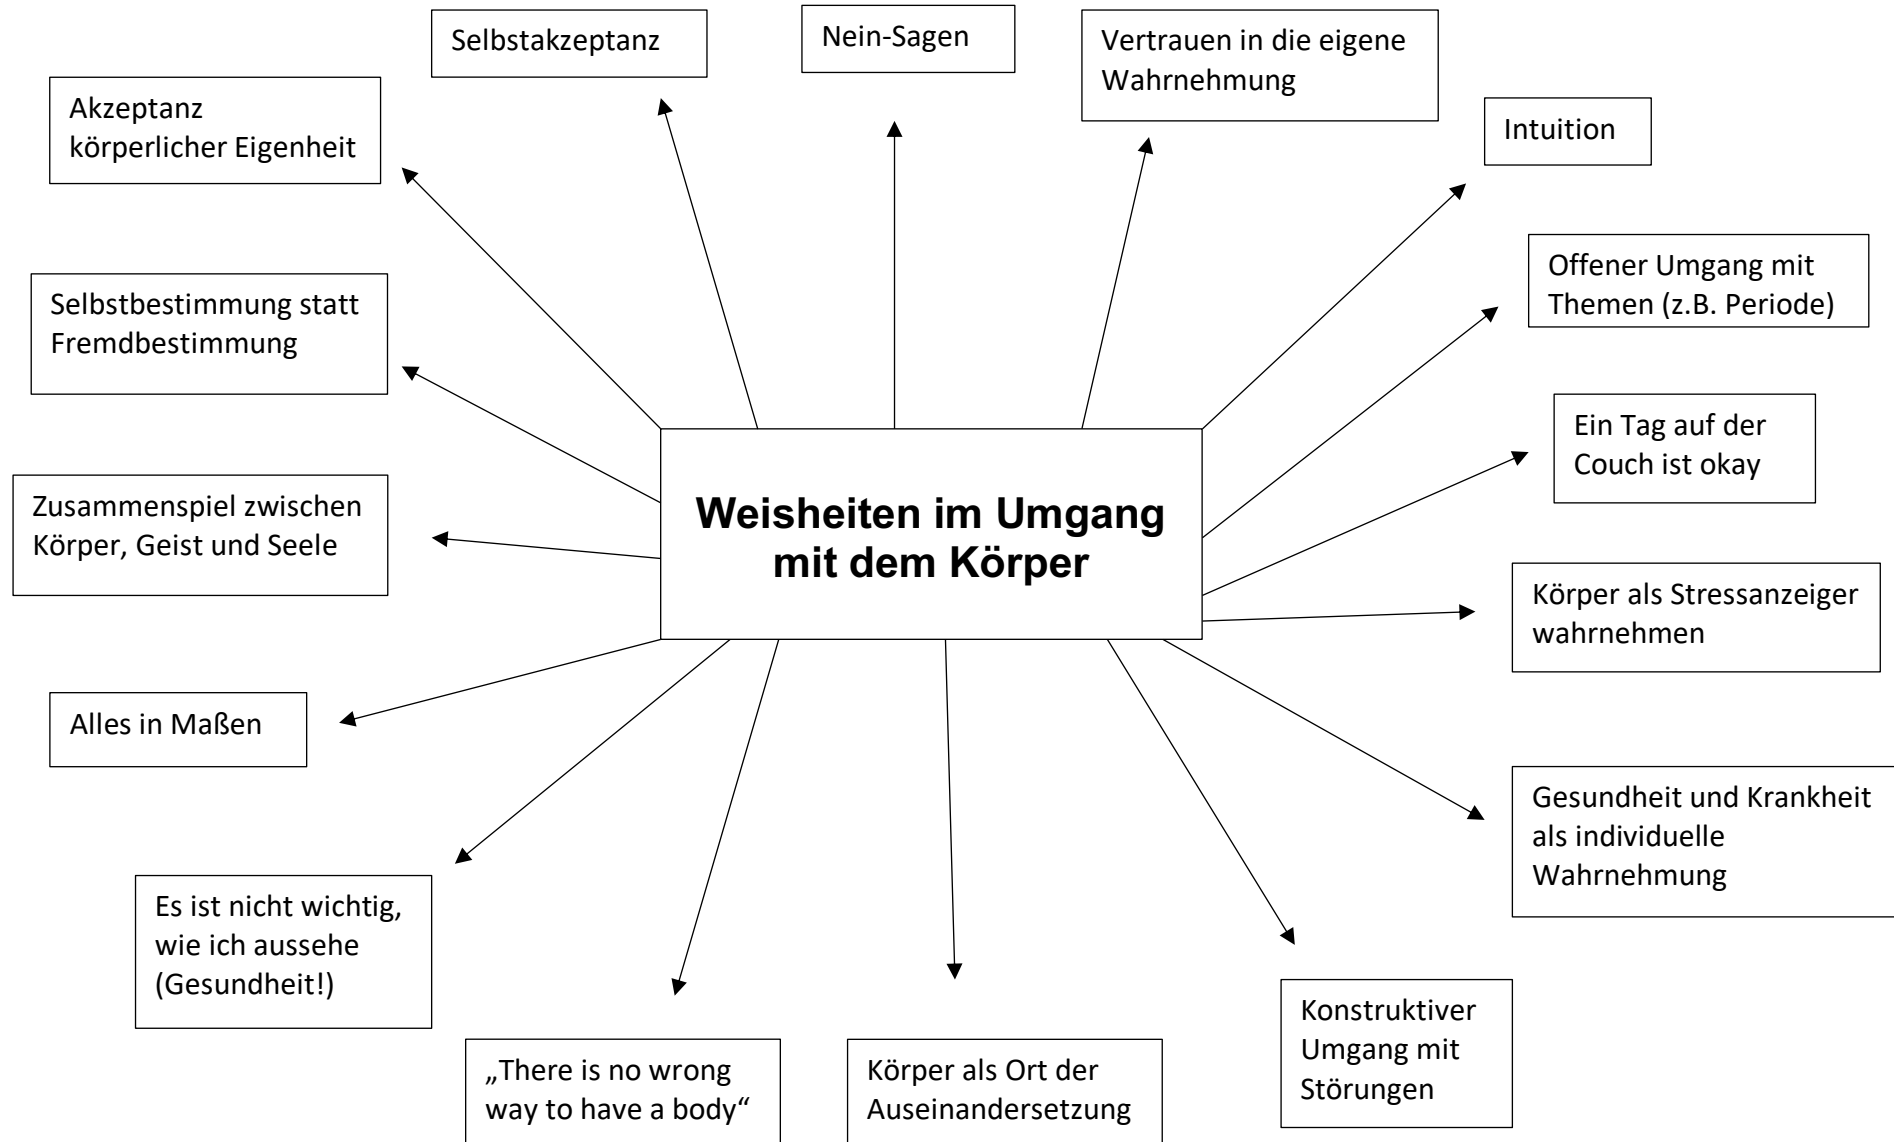 Selbstakzeptanz
Nein-Sagen
Vertrauen in die eigene
Wahrnehmung
Akzeptanz
körperlicher Eigenheit
Intuition
Offener Umgang mit
Themen (z.B. Periode)
Selbstbestimmung statt
Fremdbestimmung
Ein Tag auf der
Couch ist okay
Zusammenspiel zwischen
Körper, Geist und Seele
Weisheiten im Umgang
mit dem Körper
Körper als Stressanzeiger
wahrnehmen
Alles in Maßen
Gesundheit und Krankheit
als individuelle
Wahrnehmung
Es ist nicht wichtig,
wie ich aussehe
(Gesundheit!)
„There is no wrong
way to have a body“
Körper als Ort der
Auseinandersetzung
Konstruktiver
Umgang mit
Störungen